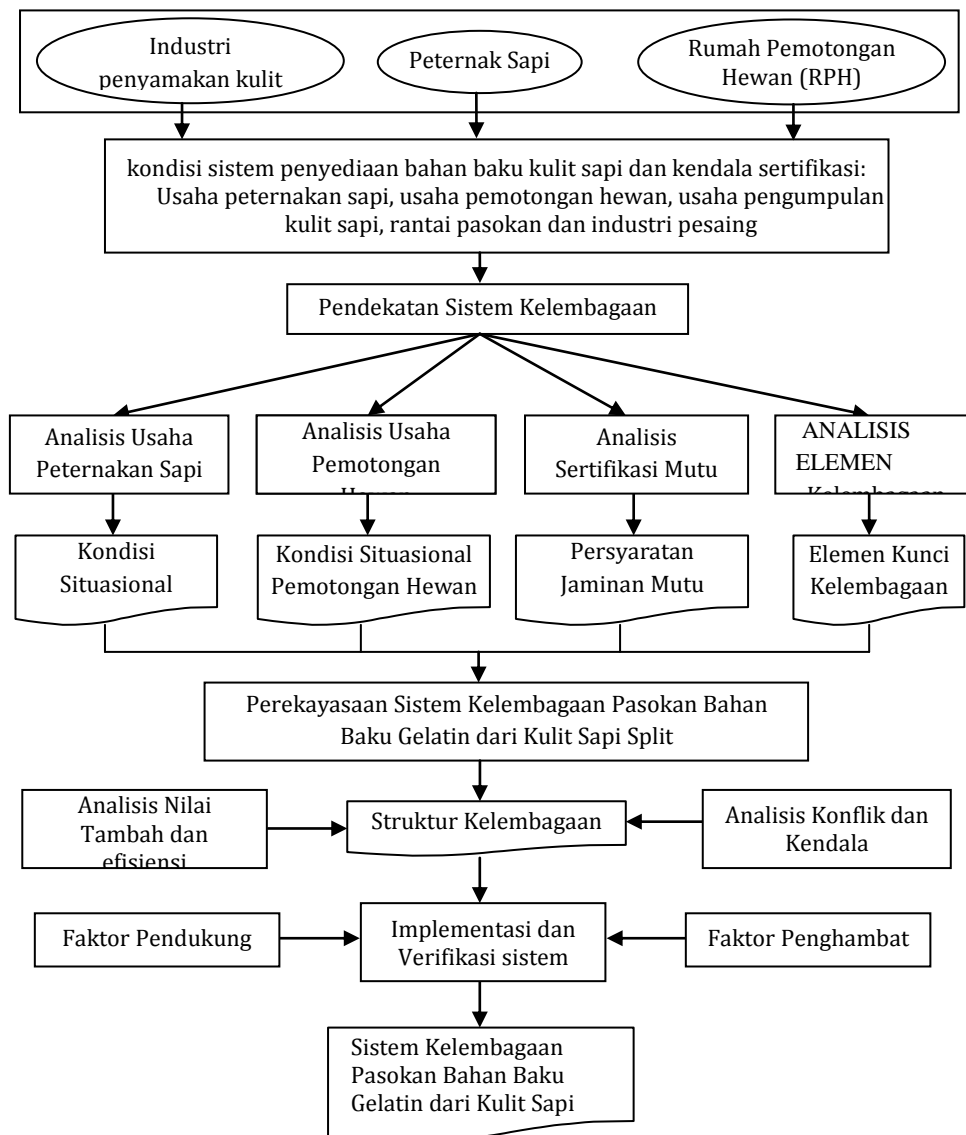 Industri
penyamakan kulit
Peternak Sapi
Rumah Pemotongan
Hewan (RPH)
kondisi sistem penyediaan bahan baku kulit sapi dan kendala sertifikasi:
Usaha peternakan sapi, usaha pemotongan hewan, usaha pengumpulan
kulit sapi, rantai pasokan dan industri pesaing
Pendekatan Sistem Kelembagaan
Analisis Usaha
Peternakan Sapi
Analisis Usaha
Pemotongan
Hewan
Analisis
Sertifikasi Mutu
ANALISIS
ELEMEN
Kelembagaan
Kondisi
Situasional
Kondisi Situasional
Pemotongan Hewan
Persyaratan
Jaminan Mutu
Elemen Kunci
Kelembagaan
Perekayasaan Sistem Kelembagaan Pasokan Bahan
Baku Gelatin dari Kulit Sapi Split
Analisis Nilai
Tambah dan
efisiensi
Struktur Kelembagaan
Analisis Konflik dan
Kendala
Faktor Pendukung
Implementasi dan
Verifikasi sistem
Faktor Penghambat
Sistem Kelembagaan
Pasokan Bahan Baku
Gelatin dari Kulit Sapi